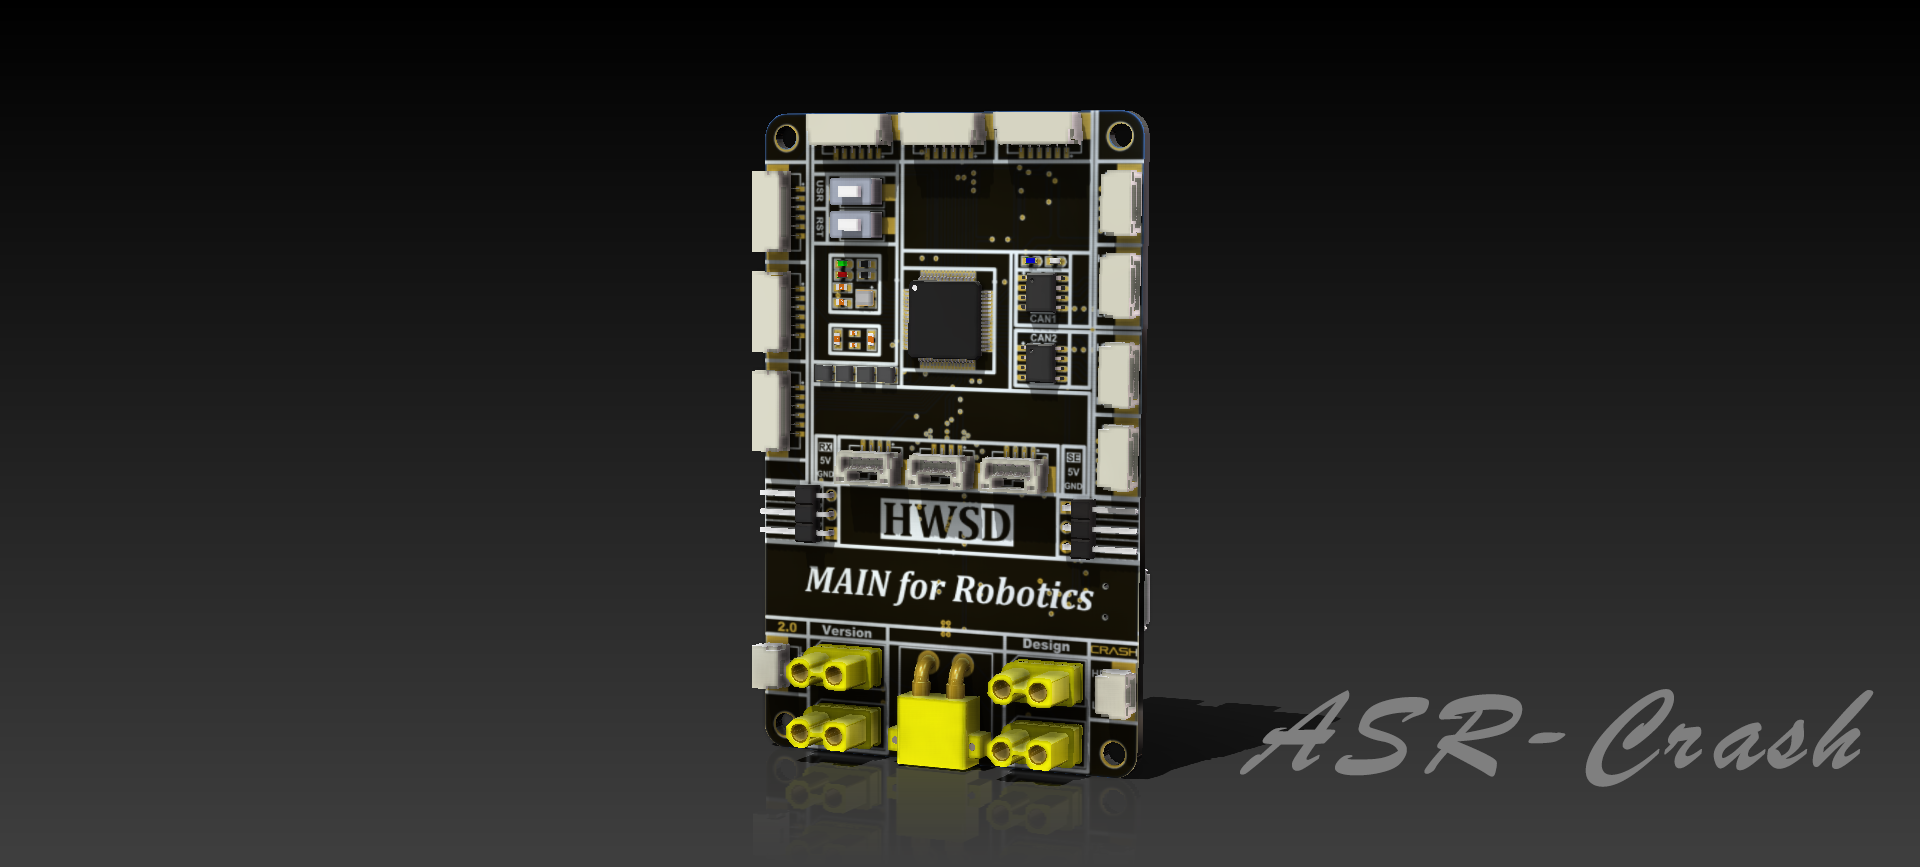 USR
RST
CAN1
CAN2
RX
5V
GND
SE
5V
GND
HWSD
MAIN for Robotics
2.0 Version
Design CRASH
ASR-Crash